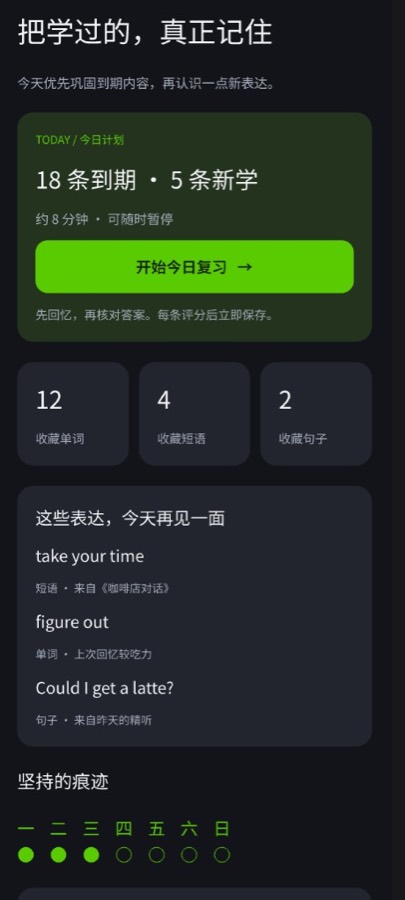 把学过的，真正记住
今天优先巩固到期内容，再认识一点新表达。
TODAY / 今日计划
18 条到期 · 5 条新学
约 8 分钟 · 可随时暂停
开始今日复习 →
先回忆，再核对答案。每条评分后立即保存。
12 4 2
收藏单词 收藏短语 收藏句子
这些表达，今天再见一面
take your time
短语 · 来自《咖啡店对话》
figure out
单词 · 上次回忆较吃力
Could I get a latte?
句子 · 来自昨天的精听
坚持的痕迹
一 二 三 四 五 六 日